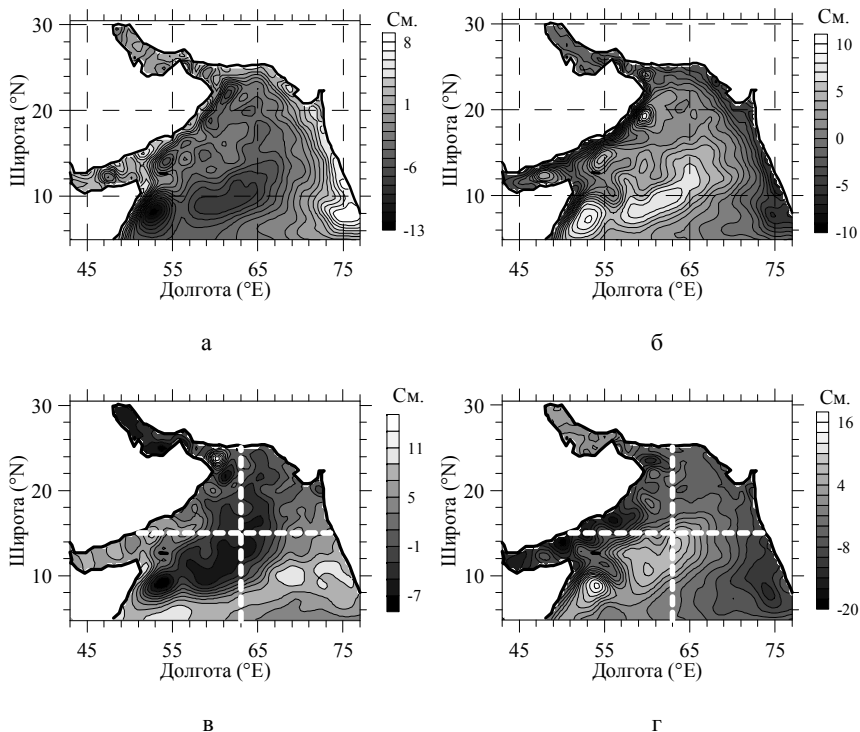 См. См.
30 8 30 10
Широта (°N) 20 1 Широта (°N) 20 5
-6 0
10 10 -5
-13 -10
45 55 65 75 45 55 65 75
Долгота (°E) Долгота (°E)
а б
См. См.
30 30 16
Широта (°N) 20 11 Широта (°N) 20 4
5
-1 -8
10 -7 10 -20
45 55 65 75 45 55 65 75
Долгота (°E) Долгота (°E)
в г